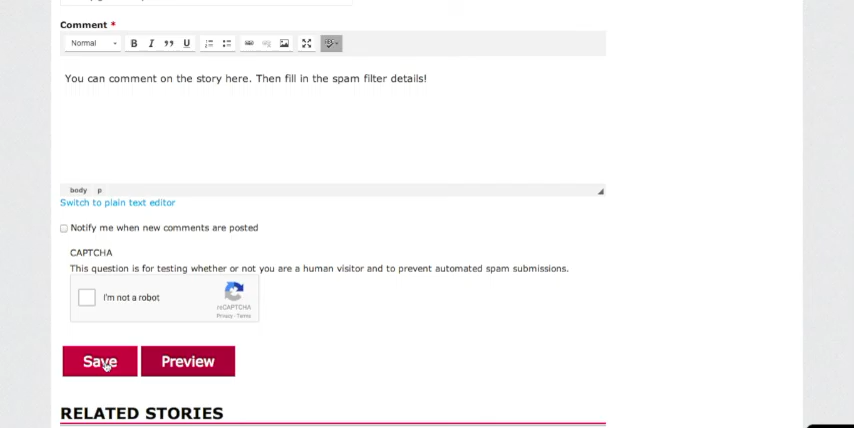 Comment *
Normal B I U
You can comment on the story here. Then fill in the spam filter details!
body p
Switch to plain text editor
Notify me when new comments are posted
CAPTCHA
This question is for testing whether or not you are a human visitor and to prevent automated spam submissions.
I'm not a robot
reCAPTCHA
Privacy - Terms
Save Preview
RELATED STORIES